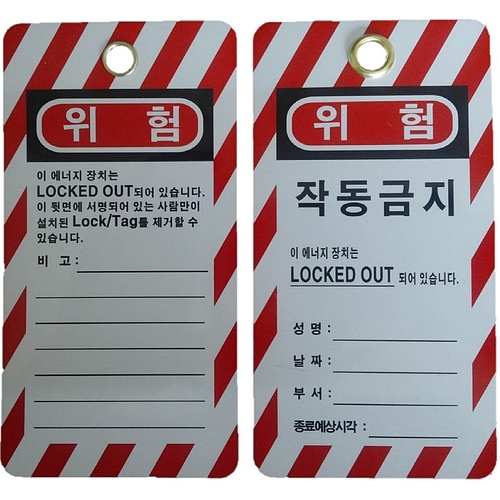 위 험
이 에너지 장치는
LOCKED OUT되어 있습니다.
이 뒷면에 서명되어 있는 사람만이
설치된 Lock/Tag를 제거할 수
있습니다.
비 고 :
위 험
작동금지
이 에너지 장치는
LOCKED OUT 되어 있습니다.
성 명 :
날 짜 :
부 서 :
종료예상시각 :